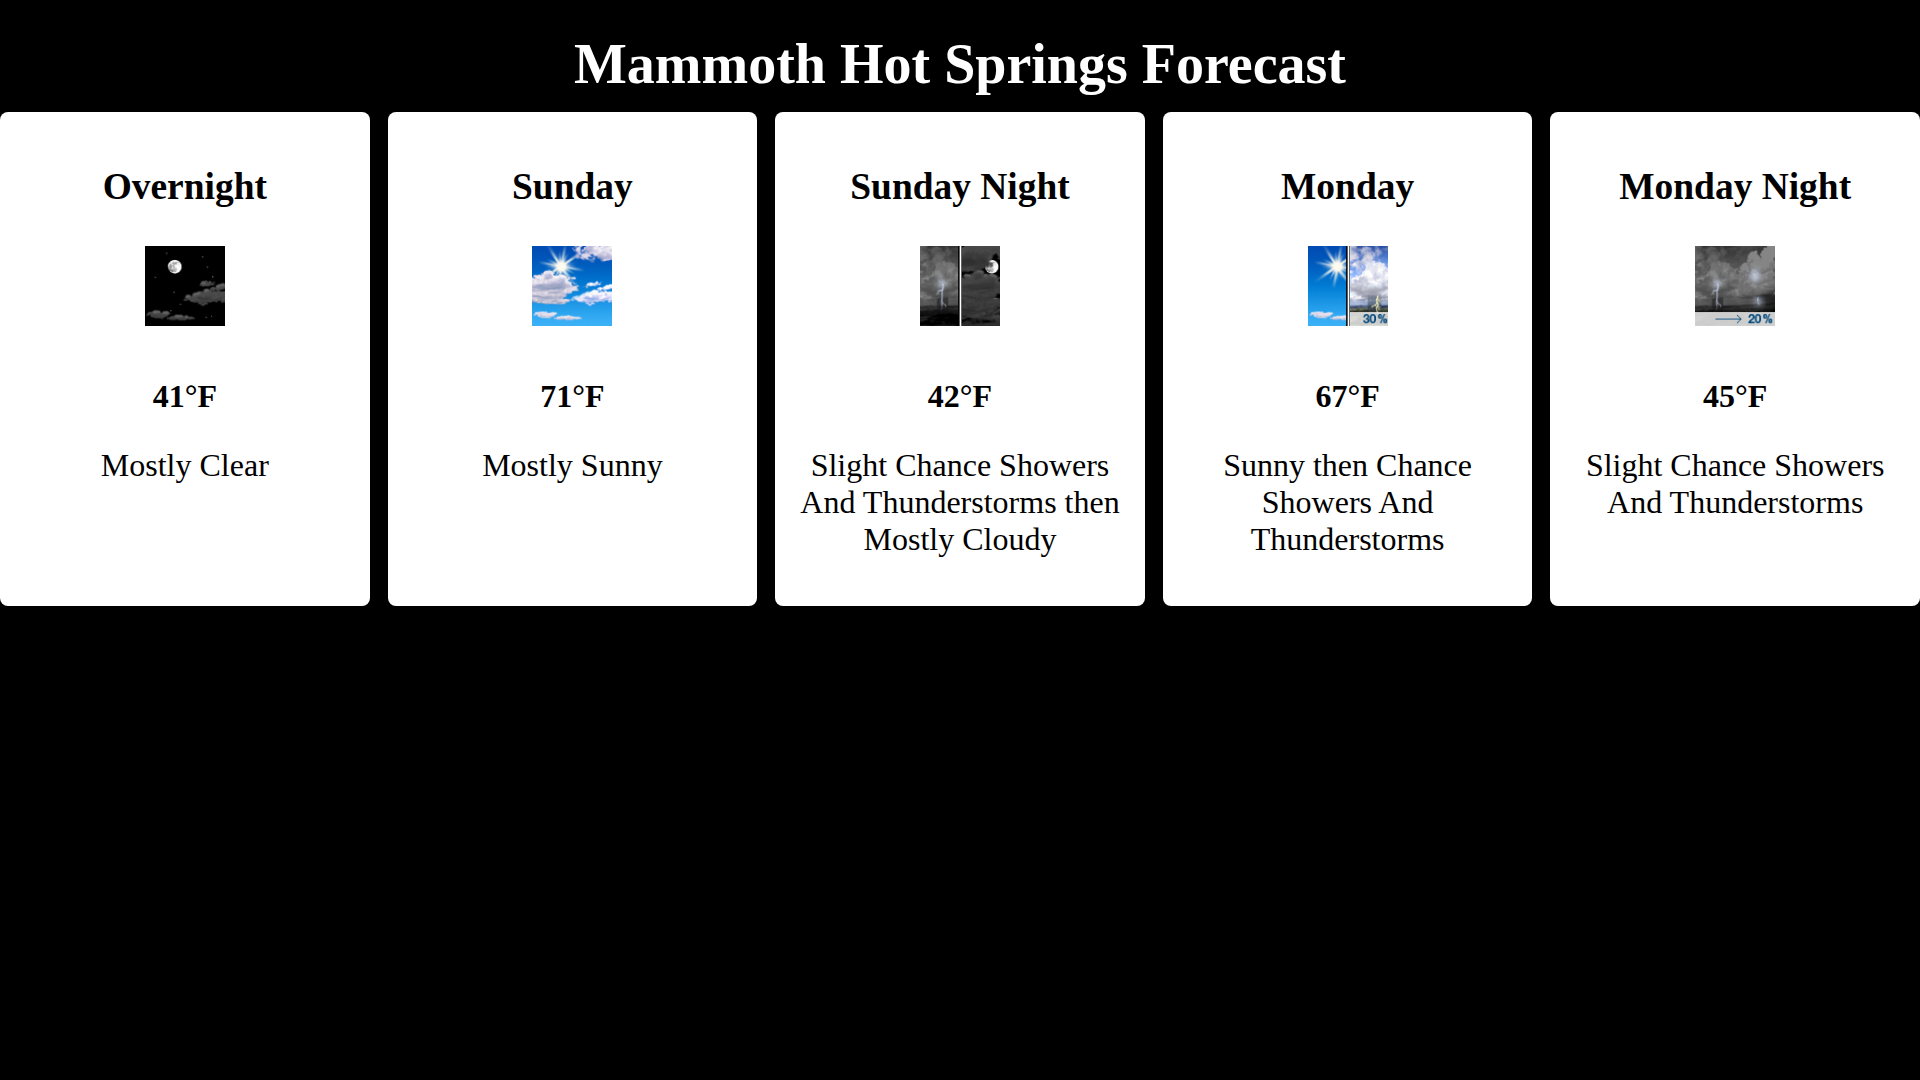 Mammoth Hot Springs Forecast
Overnight
41°F
Mostly Clear
Sunday
71°F
Mostly Sunny
Sunday Night
42°F
Slight Chance Showers
And Thunderstorms then
Mostly Cloudy
Monday
30%
67°F
Sunny then Chance
Showers And
Thunderstorms
Monday Night
20%
45°F
Slight Chance Showers
And Thunderstorms